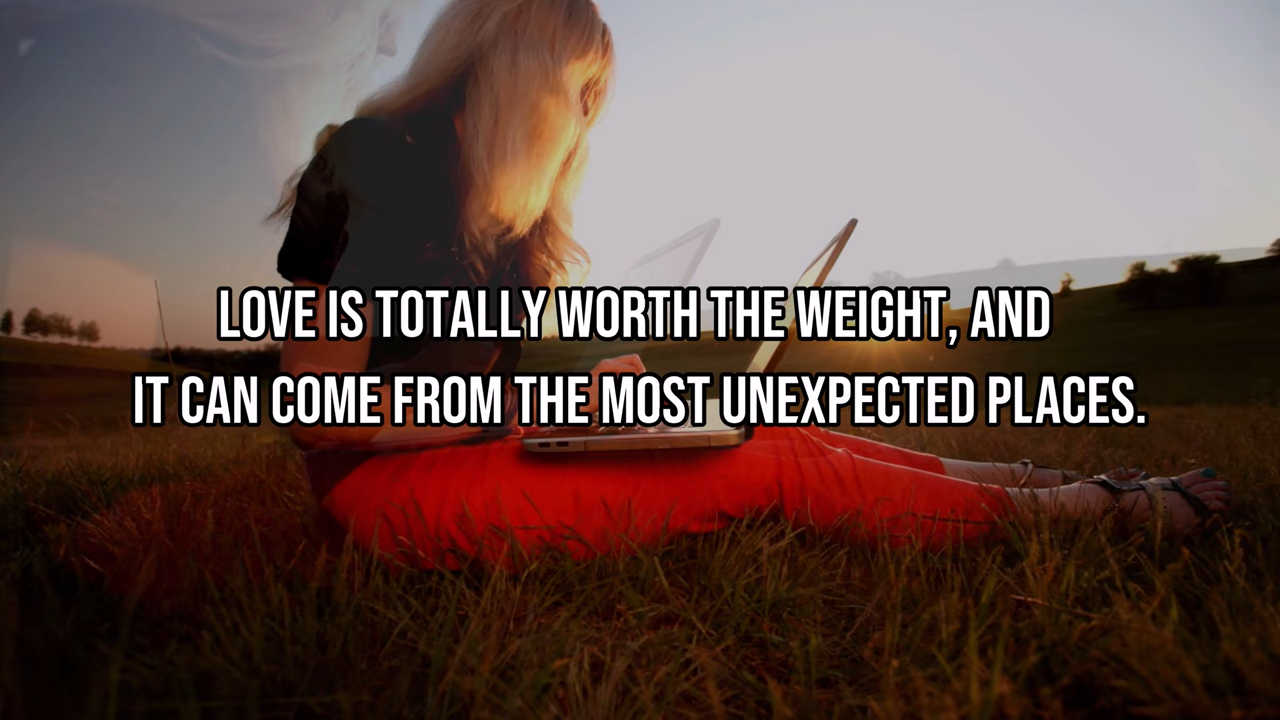 LOVE IS TOTALLY WORTH THE WEIGHT, AND
IT CAN COME FROM THE MOST UNEXPECTED PLACES.